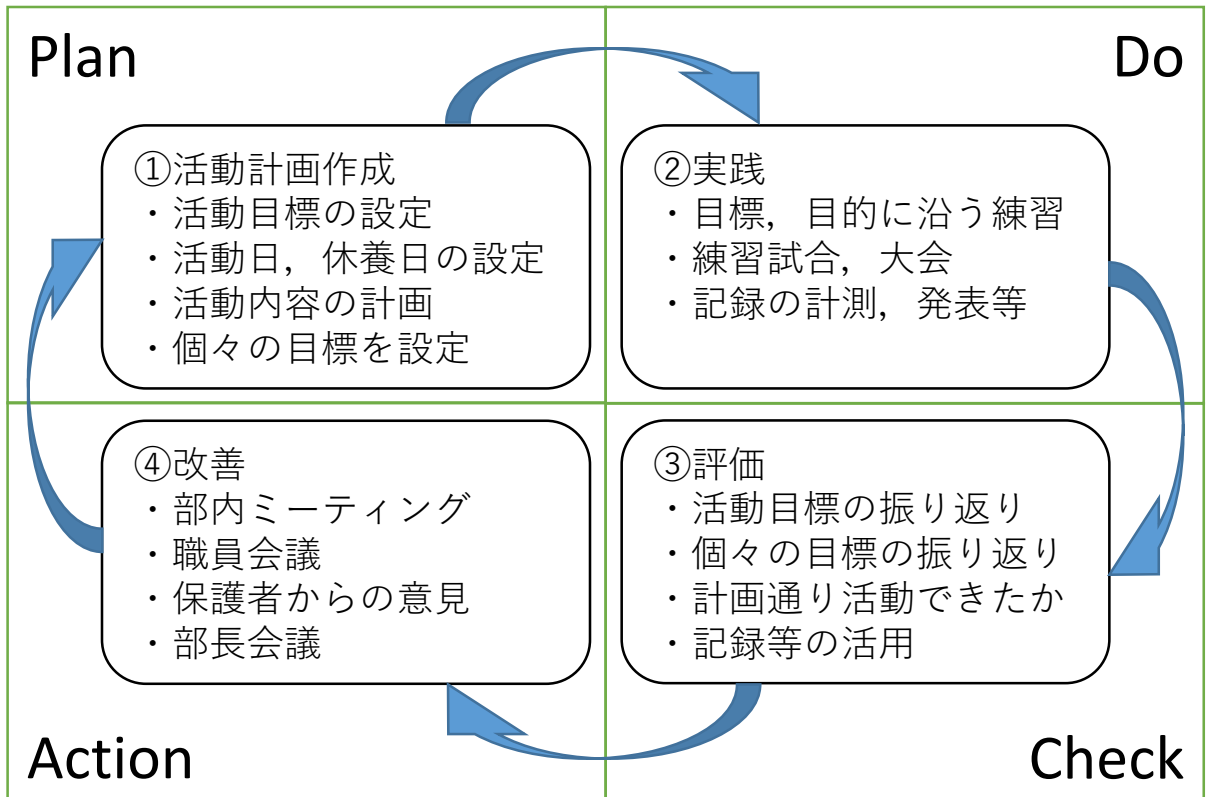 Plan
①活動計画作成
・活動目標の設定
・活動日，休養日の設定
・活動内容の計画
・個々の目標を設定
Do
②実践
・目標，目的に沿う練習
・練習試合，大会
・記録の計測，発表等
③評価
・活動目標の振り返り
・個々の目標の振り返り
・計画通り活動できたか
・記録等の活用
Check
④改善
・部内ミーティング
・職員会議
・保護者からの意見
・部長会議
Action